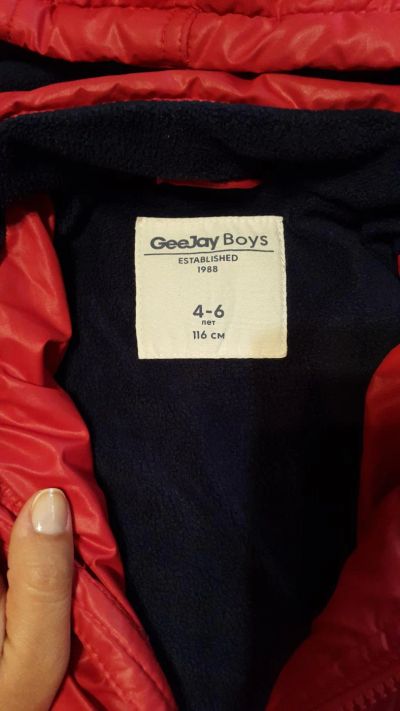 GeeJay Boys
ESTABLISHED
1988
4-6
лет
116 см